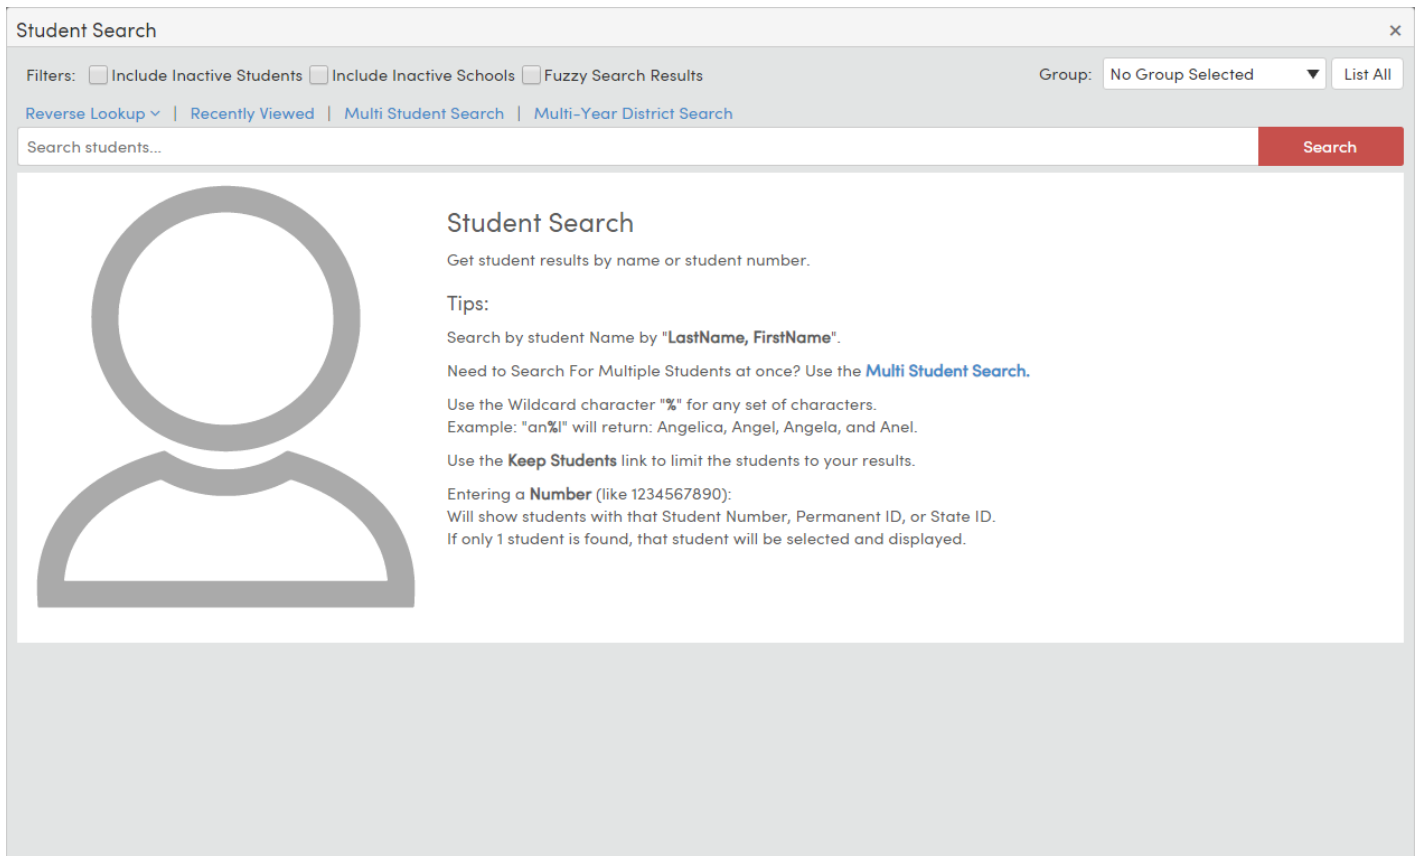 Student Search ×
Filters: Include Inactive Students Include Inactive Schools Fuzzy Search Results Group: No Group Selected ▼ List All
Reverse Lookup | Recently Viewed | Multi Student Search | Multi-Year District Search
Search students... Search
Student Search
Get student results by name or student number.
Tips:
Search by student Name by "LastName, FirstName".
Need to Search For Multiple Students at once? Use the Multi Student Search.
Use the Wildcard character "%" for any set of characters.
Example: "an%l" will return: Angelica, Angel, Angela, and Anel.
Use the Keep Students link to limit the students to your results.
Entering a Number (like 1234567890):
Will show students with that Student Number, Permanent ID, or State ID.
If only 1 student is found, that student will be selected and displayed.